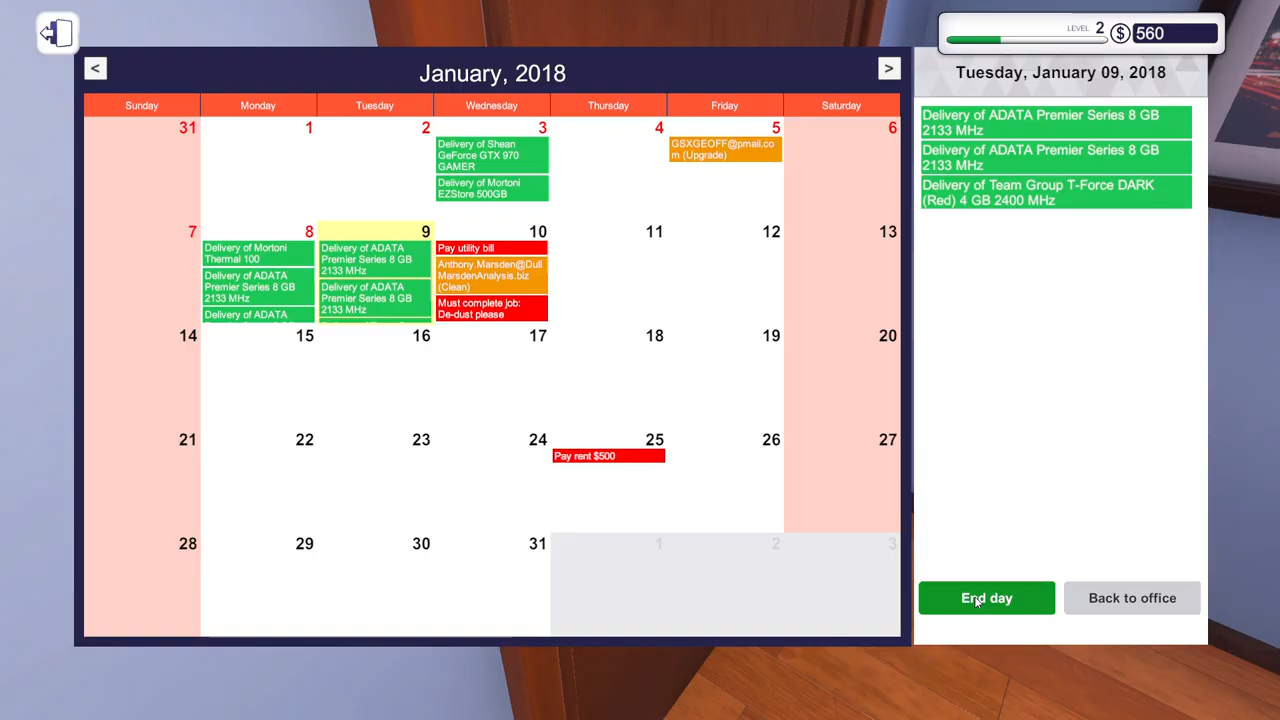 LEVEL 2 $ 560
< January, 2018 >
Tuesday, January 09, 2018
Sunday Monday Tuesday Wednesday Thursday Friday Saturday
31 1 2 3 4 5 6
Delivery of Shean
GeForce GTX 970
GAMER
Delivery of Mortoni
EZStore 500GB
GSXGEOFF@pmail.co
m (Upgrade)
7 8 9 10 11 12 13
Delivery of Mortoni
Thermal 100
Delivery of ADATA
Premier Series 8 GB
2133 MHz
Delivery of ADATA
Delivery of ADATA
Premier Series 8 GB
2133 MHz
Delivery of ADATA
Premier Series 8 GB
2133 MHz
Pay utility bill
Anthony.Marsden@Dull
MarsdenAnalysis.biz
(Clean)
Must complete job:
De-dust please
14 15 16 17 18 19 20
21 22 23 24 25 26 27
Pay rent $500
28 29 30 31 1 2 3
Delivery of ADATA Premier Series 8 GB
2133 MHz
Delivery of ADATA Premier Series 8 GB
2133 MHz
Delivery of Team Group T-Force DARK
(Red) 4 GB 2400 MHz
End day
Back to office